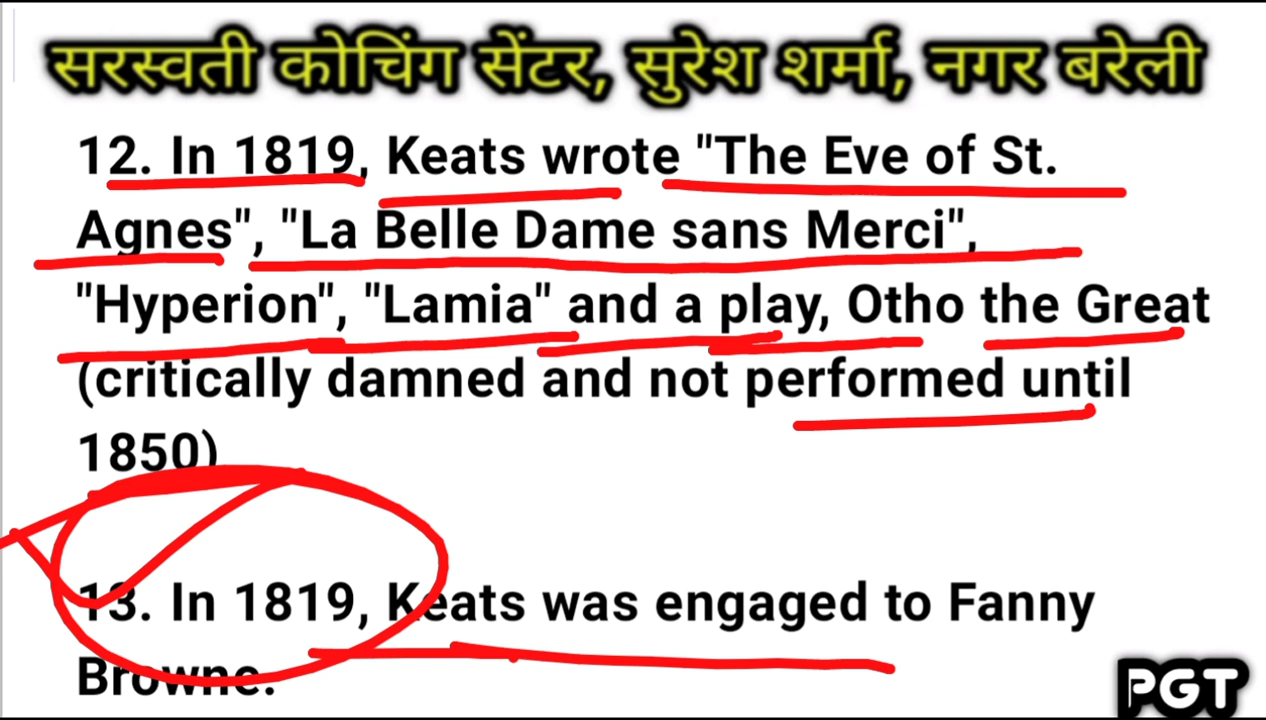 सरस्वती कोचिंग सेंटर, सुरेश शर्मा, नगर बरेली
12. In 1819, Keats wrote "The Eve of St.
Agnes", "La Belle Dame sans Merci",
"Hyperion", "Lamia" and a play, Otho the Great
(critically damned and not performed until
1850)
13. In 1819, Keats was engaged to Fanny
Browne.
PGT